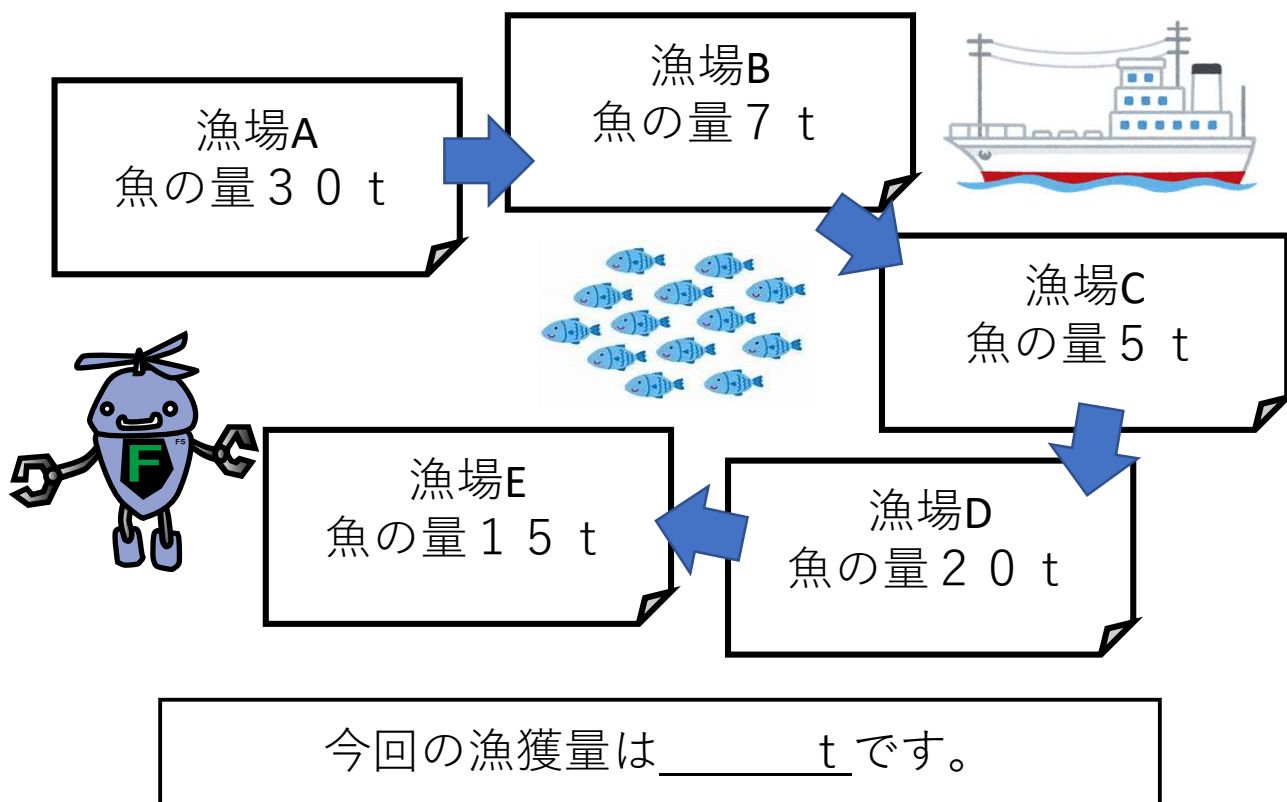 漁場A
魚の量３０ｔ
漁場B
魚の量７ｔ
漁場C
魚の量５ｔ
漁場D
魚の量２０ｔ
漁場E
魚の量１５ｔ
F
FS
今回の漁獲量は＿＿＿＿ｔです。